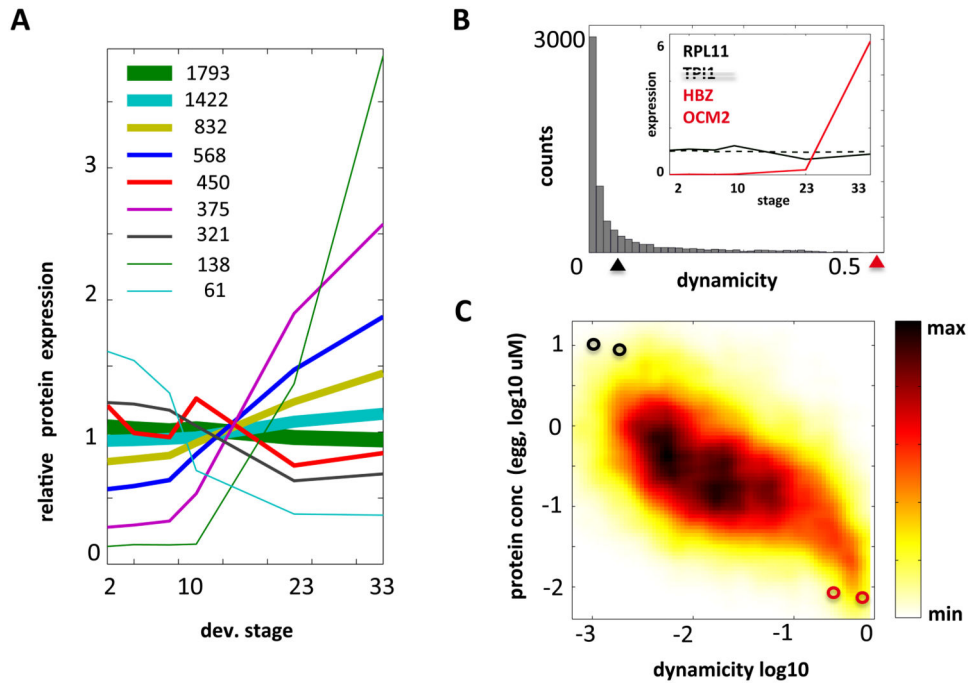 A
1793
1422
832
568
450
375
321
138
61
3
2
1
0
relative protein expression
2 10 23 33
dev. stage
B
3000
counts
0 0.5
dynamicity
6
expression
0
RPL11
TPI1
HBZ
OCM2
2 10 23 33
stage
C
1
0
-1
-2
protein conc (egg, log10 uM)
-3 -2 -1 0
dynamicity log10
max
min